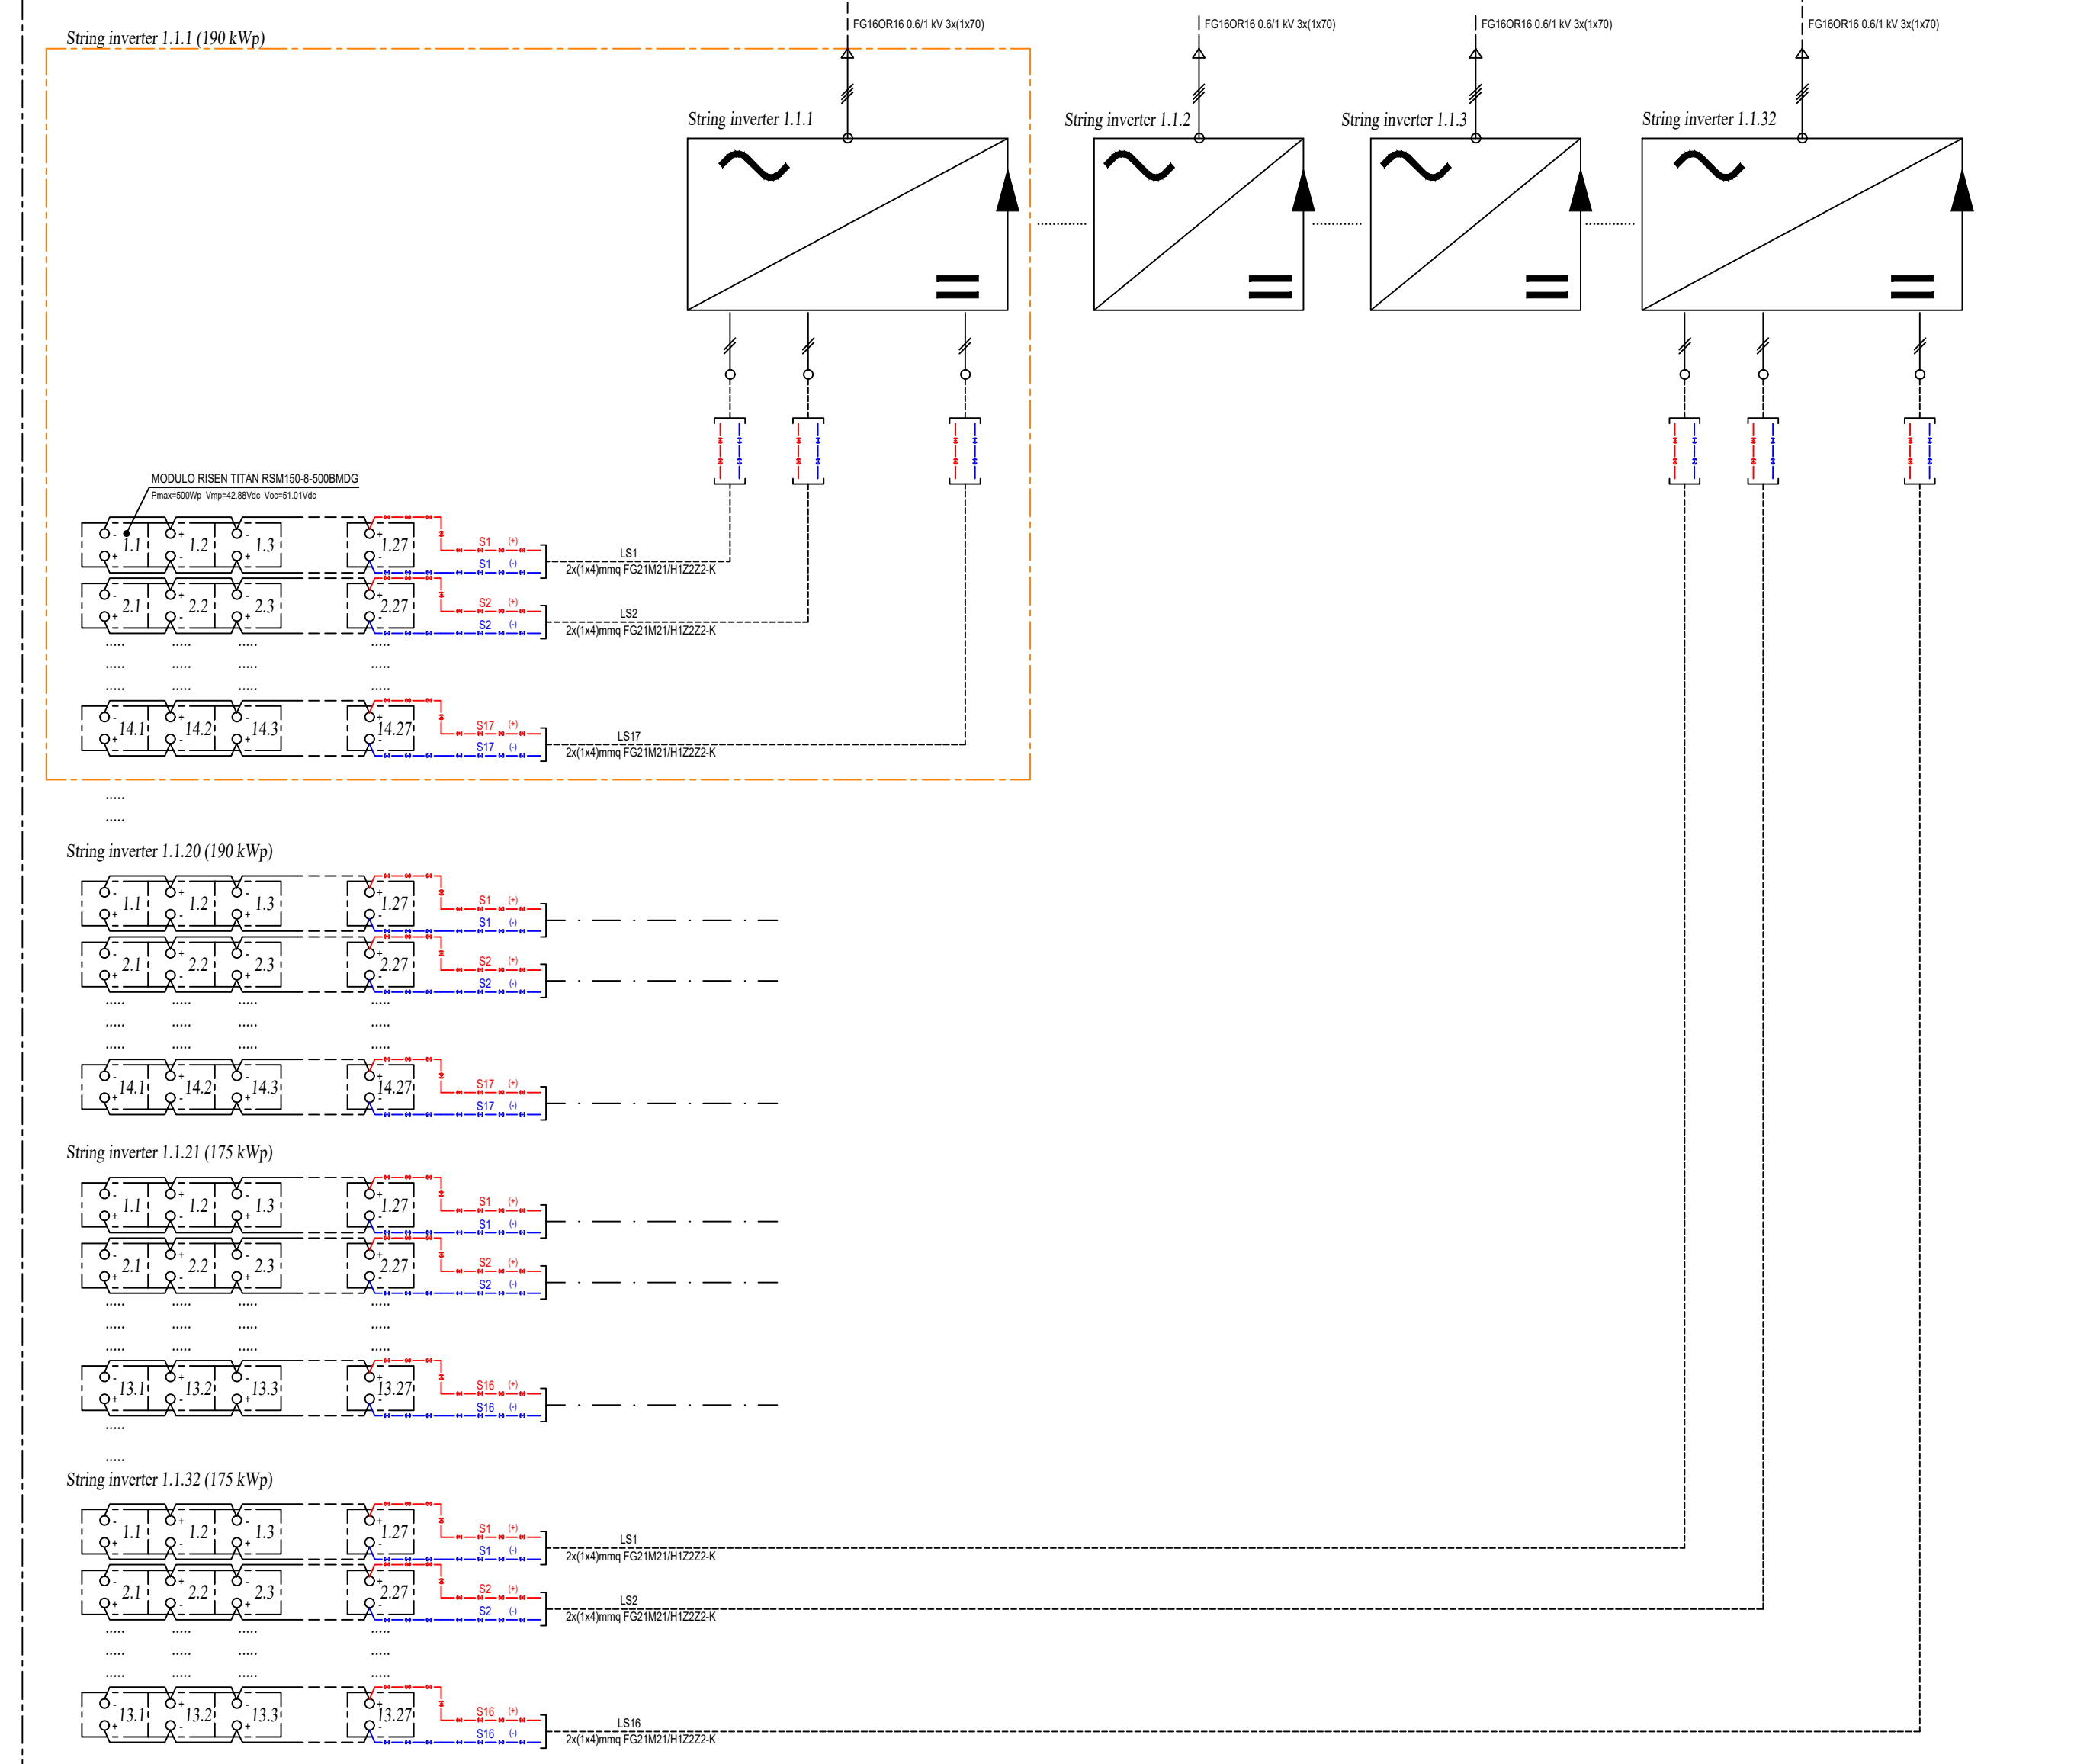 FG16OR16 0.6/1 kV 3x(1x70)
FG16OR16 0.6/1 kV 3x(1x70)
FG16OR16 0.6/1 kV 3x(1x70)
FG16OR16 0.6/1 kV 3x(1x70)
String inverter 1.1.1 (190 kWp)
String inverter 1.1.1
String inverter 1.1.2
String inverter 1.1.3
String inverter 1.1.32
............
............
............
MODULO RISEN TITAN RSM150-8-500BMDG
Pmax=500Wp Vmp=42.88Vdc Voc=51.01Vdc
- + 1.1 + - 1.2 - + 1.3 + - 1.27
S1 (+)
S1 (-)
LS1
2x(1x4)mmq FG21M21/H1Z2Z2-K
- + 2.1 + - 2.2 - + 2.3 + - 2.27
S2 (+)
S2 (-)
LS2
2x(1x4)mmq FG21M21/H1Z2Z2-K
..... ..... ..... .....
..... ..... ..... .....
..... ..... ..... .....
- + 14.1 + - 14.2 - + 14.3 + - 14.27
S17 (+)
S17 (-)
LS17
2x(1x4)mmq FG21M21/H1Z2Z2-K
.....
.....
String inverter 1.1.20 (190 kWp)
- + 1.1 + - 1.2 - + 1.3 + - 1.27
S1 (+)
S1 (-)
- + 2.1 + - 2.2 - + 2.3 + - 2.27
S2 (+)
S2 (-)
..... ..... ..... .....
..... ..... ..... .....
..... ..... ..... .....
- + 14.1 + - 14.2 - + 14.3 + - 14.27
S17 (+)
S17 (-)
String inverter 1.1.21 (175 kWp)
- + 1.1 + - 1.2 - + 1.3 + - 1.27
S1 (+)
S1 (-)
- + 2.1 + - 2.2 - + 2.3 + - 2.27
S2 (+)
S2 (-)
..... ..... ..... .....
..... ..... ..... .....
..... ..... ..... .....
- + 13.1 + - 13.2 - + 13.3 + - 13.27
S16 (+)
S16 (-)
.....
.....
String inverter 1.1.32 (175 kWp)
- + 1.1 + - 1.2 - + 1.3 + - 1.27
S1 (+)
S1 (-)
LS1
2x(1x4)mmq FG21M21/H1Z2Z2-K
- + 2.1 + - 2.2 - + 2.3 + - 2.27
S2 (+)
S2 (-)
LS2
2x(1x4)mmq FG21M21/H1Z2Z2-K
..... ..... ..... .....
..... ..... ..... .....
..... ..... ..... .....
- + 13.1 + - 13.2 - + 13.3 + - 13.27
S16 (+)
S16 (-)
LS16
2x(1x4)mmq FG21M21/H1Z2Z2-K